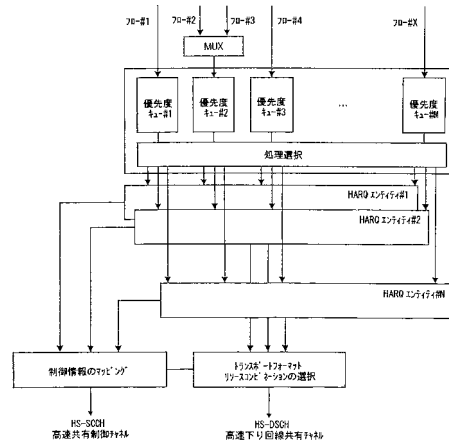 フロー#1
フロー#2
フロー#3
フロー#4
フロー#X
MUX
優先度
キュー#1
優先度
キュー#2
優先度
キュー#3
...
優先度
キュー#M
処理選択
HARQ エンティティ#1
HARQ エンティティ#2
HARQ エンティティ#N
制御情報のマッピング
トランスポートフォーマット
リソースコンビネーションの選択
HS-SCCH
高速共有制御チャネル
HS-DSCH
高速下り回線共有チャネル